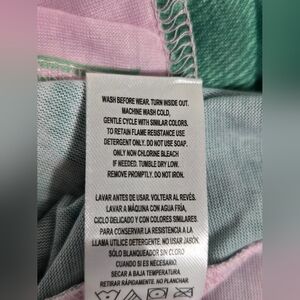 WASH BEFORE WEAR. TURN INSIDE OUT.
MACHINE WASH COLD,
GENTLE CYCLE WITH SIMILAR COLORS.
TO RETAIN FLAME RESISTANCE USE
DETERGENT ONLY. DO NOT USE SOAP.
ONLY NON CHLORINE BLEACH
IF NEEDED. TUMBLE DRY LOW.
REMOVE PROMPTLY. DO NOT IRON.
LAVAR ANTES DE USAR. VOLTEAR AL REVÉS.
LAVAR A MÁQUINA CON AGUA FRÍA,
CICLO DELICADO Y CON COLORES SIMILARES.
PARA CONSERVAR LA RESISTENCIA A LA
LLAMA UTILICE DETERGENTE. NO USAR JABÓN.
SÓLO BLANQUEADOR SIN CLORO
CUANDO SI ES NECESARIO.
SECAR A BAJA TEMPERATURA
RETIRAR RÁPIDAMENTE. NO PLANCHAR.